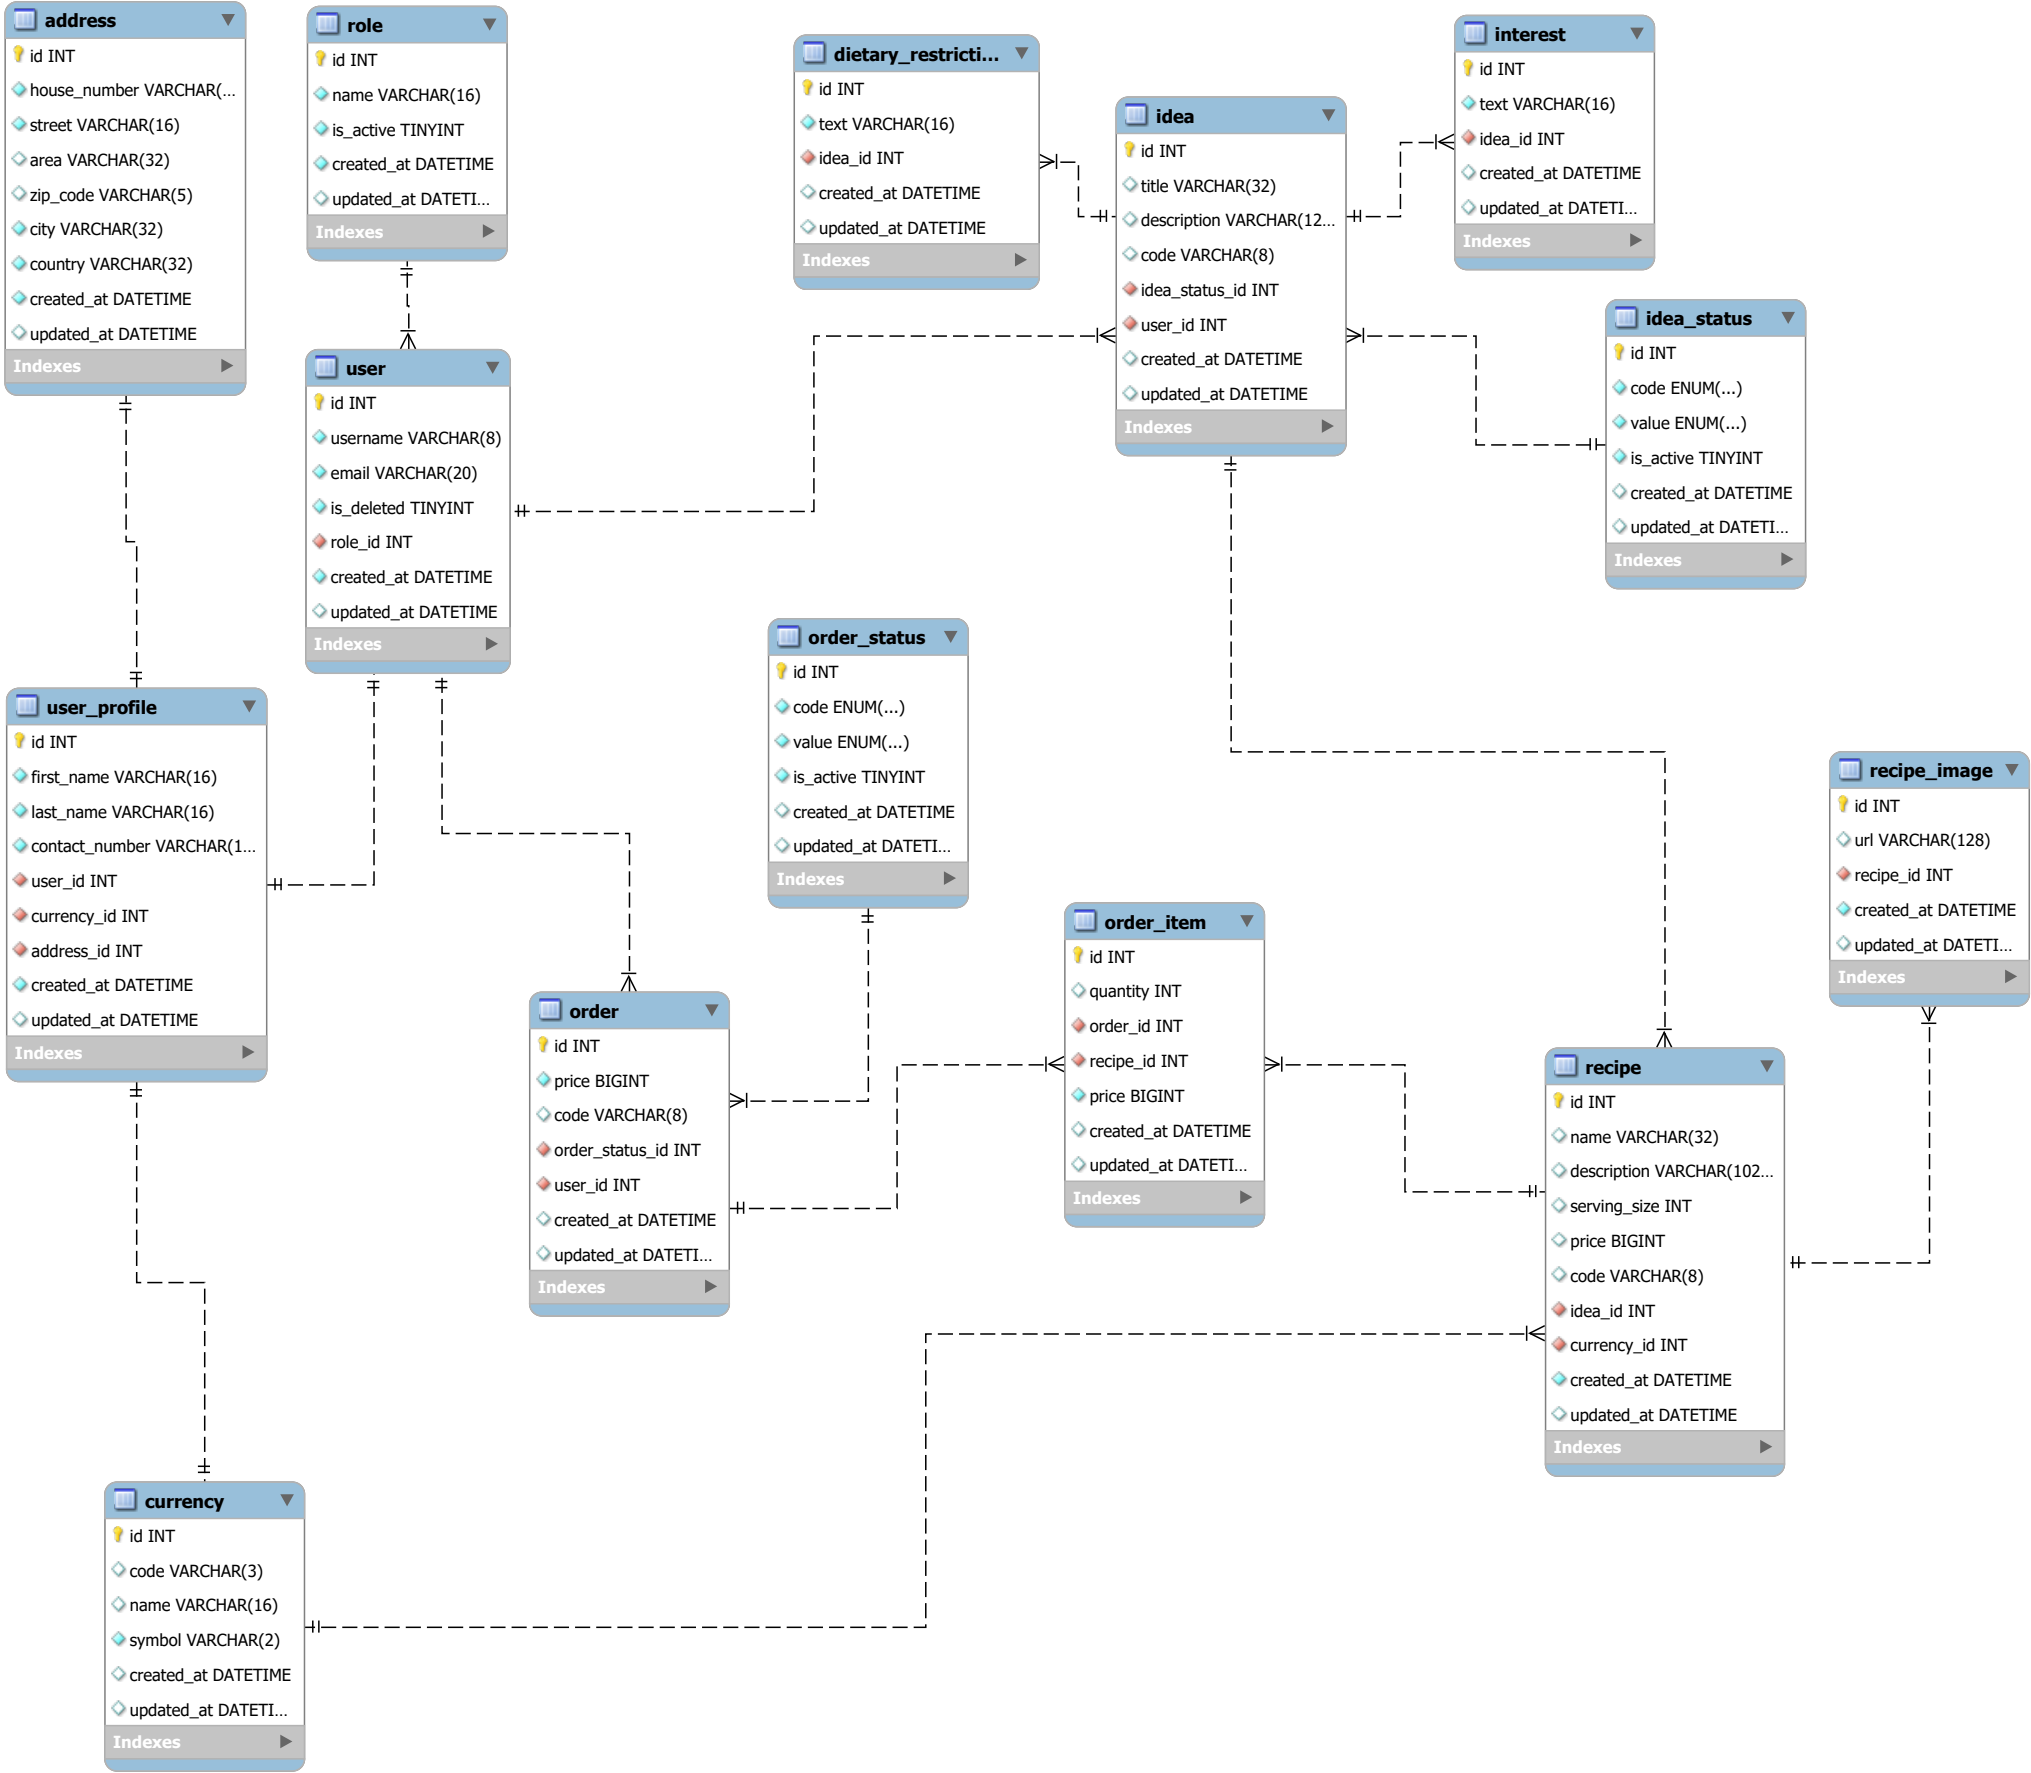 address
id INT
house_number VARCHAR(...
street VARCHAR(16)
area VARCHAR(32)
zip_code VARCHAR(5)
city VARCHAR(32)
country VARCHAR(32)
created_at DATETIME
updated_at DATETIME
Indexes
role
id INT
name VARCHAR(16)
is_active TINYINT
created_at DATETIME
updated_at DATETI...
Indexes
dietary_restricti...
id INT
text VARCHAR(16)
idea_id INT
created_at DATETIME
updated_at DATETIME
Indexes
idea
id INT
title VARCHAR(32)
description VARCHAR(12...
code VARCHAR(8)
idea_status_id INT
user_id INT
created_at DATETIME
updated_at DATETIME
Indexes
interest
id INT
text VARCHAR(16)
idea_id INT
created_at DATETIME
updated_at DATETI...
Indexes
idea_status
id INT
code ENUM(...)
value ENUM(...)
is_active TINYINT
created_at DATETIME
updated_at DATETI...
Indexes
user
id INT
username VARCHAR(8)
email VARCHAR(20)
is_deleted TINYINT
role_id INT
created_at DATETIME
updated_at DATETIME
Indexes
order_status
id INT
code ENUM(...)
value ENUM(...)
is_active TINYINT
created_at DATETIME
updated_at DATETI...
Indexes
user_profile
id INT
first_name VARCHAR(16)
last_name VARCHAR(16)
contact_number VARCHAR(1...
user_id INT
currency_id INT
address_id INT
created_at DATETIME
updated_at DATETIME
Indexes
recipe_image
id INT
url VARCHAR(128)
recipe_id INT
created_at DATETIME
updated_at DATETI...
Indexes
order_item
id INT
quantity INT
order_id INT
recipe_id INT
price BIGINT
created_at DATETIME
updated_at DATETI...
Indexes
order
id INT
price BIGINT
code VARCHAR(8)
order_status_id INT
user_id INT
created_at DATETIME
updated_at DATETI...
Indexes
recipe
id INT
name VARCHAR(32)
description VARCHAR(102...
serving_size INT
price BIGINT
code VARCHAR(8)
idea_id INT
currency_id INT
created_at DATETIME
updated_at DATETIME
Indexes
currency
id INT
code VARCHAR(3)
name VARCHAR(16)
symbol VARCHAR(2)
created_at DATETIME
updated_at DATETI...
Indexes